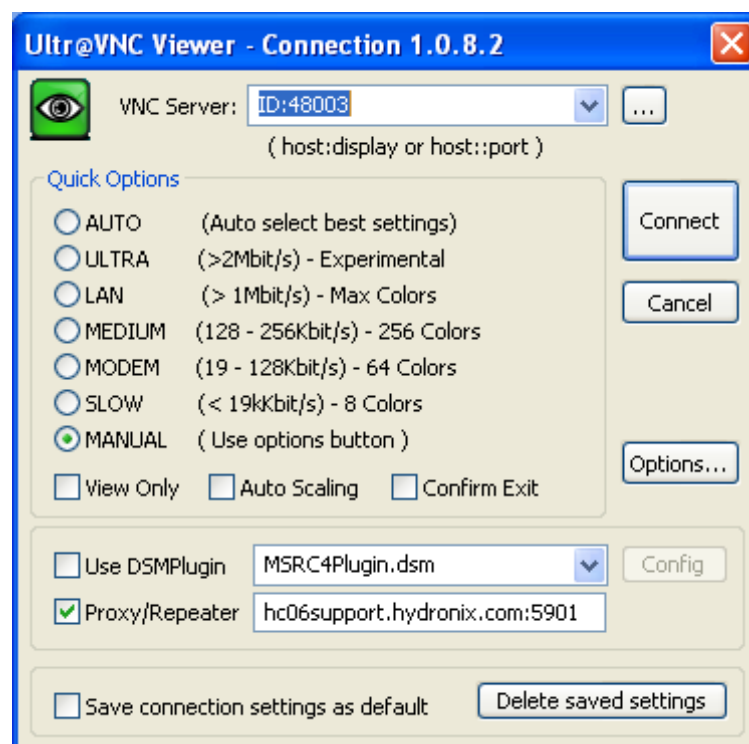 Ultr@VNC Viewer - Connection 1.0.8.2
VNC Server: ID:48003 ...
( host:display or host::port )
Quick Options
AUTO (Auto select best settings)
ULTRA (>2Mbit/s) - Experimental
LAN (> 1Mbit/s) - Max Colors
MEDIUM (128 - 256Kbit/s) - 256 Colors
MODEM (19 - 128Kbit/s) - 64 Colors
SLOW (< 19kKbit/s) - 8 Colors
MANUAL ( Use options button )
View Only Auto Scaling Confirm Exit
Connect
Cancel
Options...
Use DSMPlugin MSRC4Plugin.dsm Config
Proxy/Repeater hc06support.hydronix.com:5901
Save connection settings as default Delete saved settings